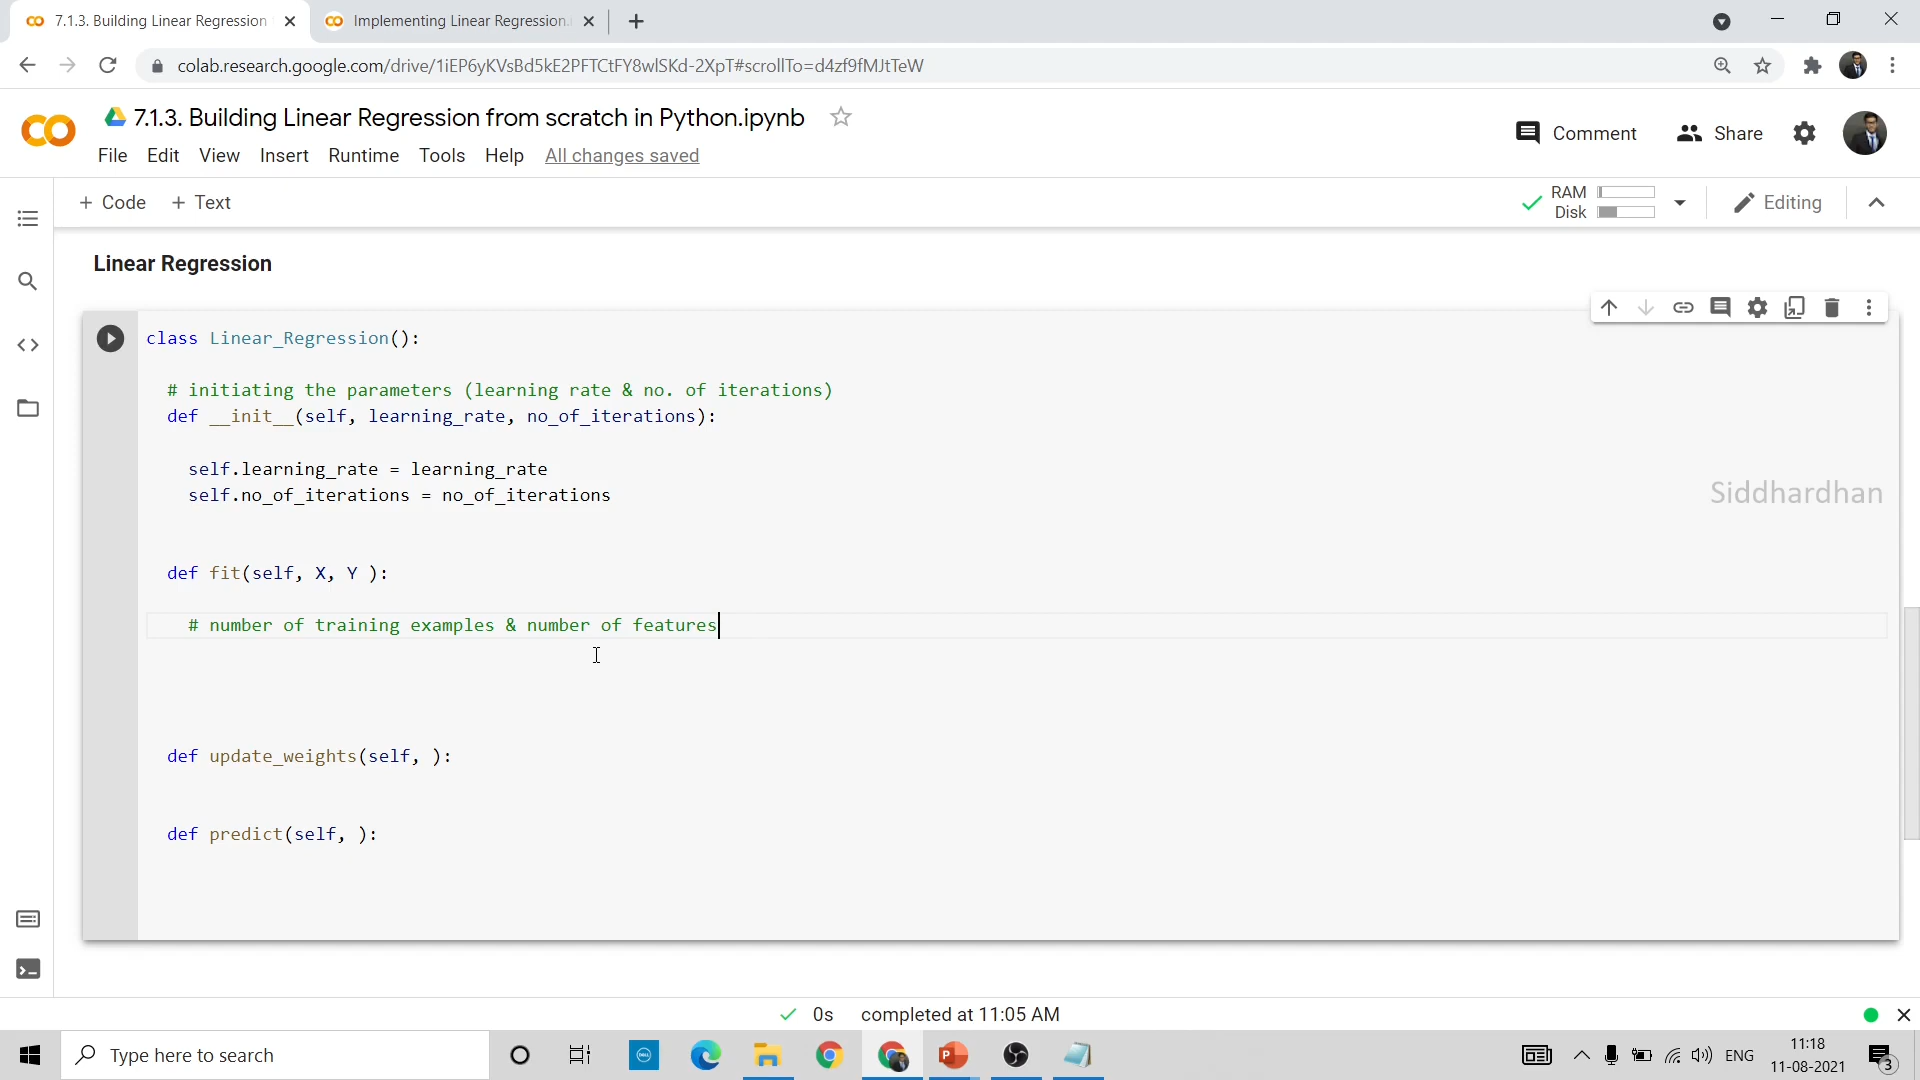 7.1.3. Building Linear Regression
Implementing Linear Regression.
colab.research.google.com/drive/1iEP6yKVsBd5kE2PFTCtFY8wlSKd-2XpT#scrollTo=d4zf9fMJtTeW
7.1.3. Building Linear Regression from scratch in Python.ipynb
Comment
Share
File Edit View Insert Runtime Tools Help All changes saved
+ Code + Text
RAM
Disk
Editing
Linear Regression
class Linear_Regression():
# initiating the parameters (learning rate & no. of iterations)
def __init__(self, learning_rate, no_of_iterations):
self.learning_rate = learning_rate
self.no_of_iterations = no_of_iterations
Siddhardhan
def fit(self, X, Y ):
# number of training examples & number of features
def update_weights(self, ):
def predict(self, ):
0s completed at 11:05 AM
Type here to search
DELL
ENG
11:18
11-08-2021
3